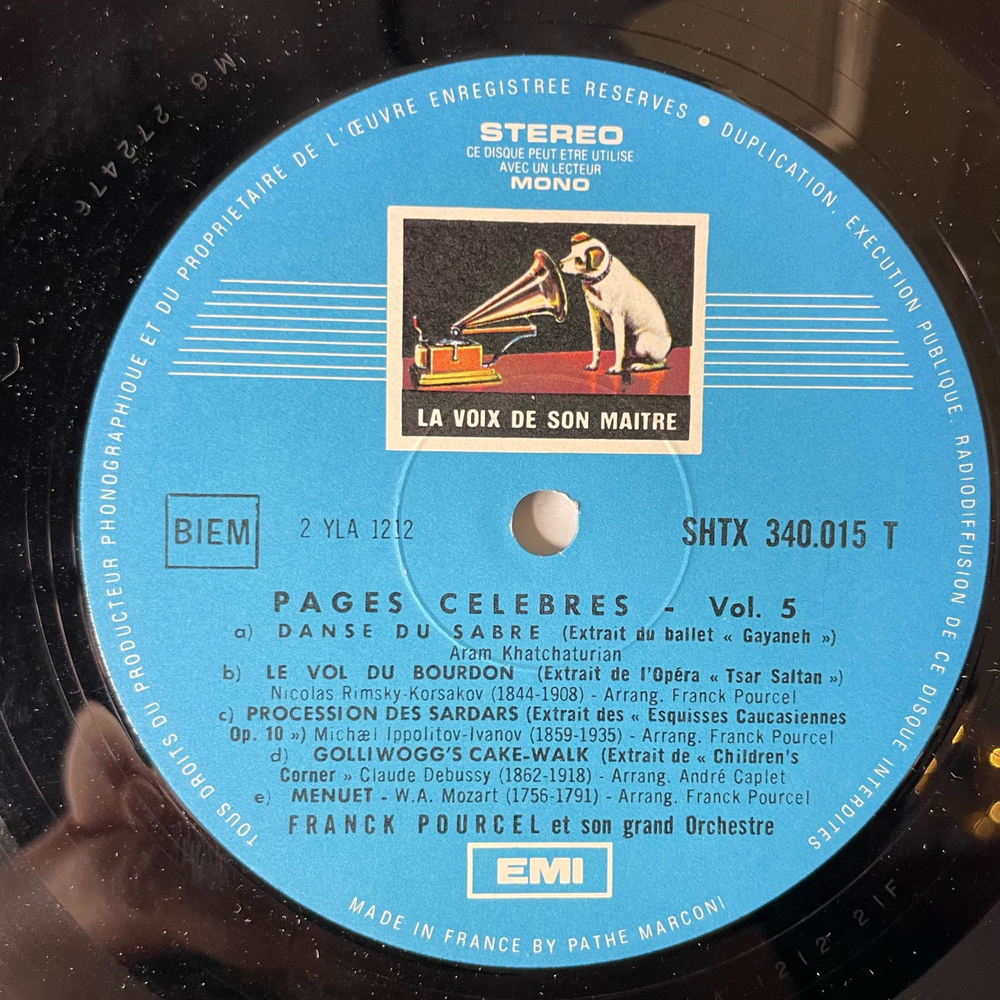 TOUS DROITS DU PRODUCTEUR PHONOGRAPHIQUE ET DU PROPRIETAIRE DE L'ŒUVRE ENREGISTREE RESERVES • DUPLICATION, EXECUTION PUBLIQUE, RADIODIFFUSION DE CE DISQUE INTERDITES
STEREO
CE DISQUE PEUT ETRE UTILISE
AVEC UN LECTEUR
MONO
LA VOIX DE SON MAITRE
BIEM 2 YLA 1212 SHTX 340.015 T
PAGES CELEBRES - Vol. 5
a) DANSE DU SABRE (Extrait du ballet « Gayaneh »)
Aram Khatchaturian
b) LE VOL DU BOURDON (Extrait de l'Opéra « Tsar Saltan »)
Nicolas Rimsky-Korsakov (1844-1908) - Arrang. Franck Pourcel
c) PROCESSION DES SARDARS (Extrait des « Esquisses Caucasiennes
Op. 10 ») Michæl Ippolitov-Ivanov (1859-1935) - Arrang. Franck Pourcel
d) GOLLIWOGG'S CAKE-WALK (Extrait de « Children's
Corner » Claude Debussy (1862-1918) - Arrang. André Caplet
e) MENUET - W.A. Mozart (1756-1791) - Arrang. Franck Pourcel
FRANCK POURCEL et son grand Orchestre
EMI
MADE IN FRANCE BY PATHE MARCONI
M6 272476
1212 21F